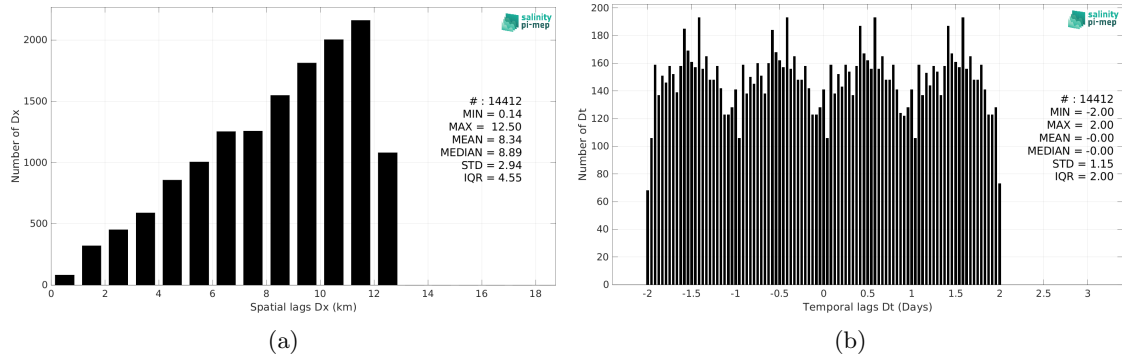 salinity
pi-mep
2000
1500
1000
500
0
Number of Dx
# : 14412
MIN = 0.14
MAX = 12.50
MEAN = 8.34
MEDIAN = 8.89
STD = 2.94
IQR = 4.55
0 2 4 6 8 10 12 14 16 18
Spatial lags Dx (km)
(a)
salinity
pi-mep
200
180
160
140
120
100
80
60
40
20
0
Number of Dt
# : 14412
MIN = -2.00
MAX = 2.00
MEAN = -0.00
MEDIAN = -0.00
STD = 1.15
IQR = 2.00
-2 -1.5 -1 -0.5 0 0.5 1 1.5 2 2.5 3
Temporal lags Dt (Days)
(b)